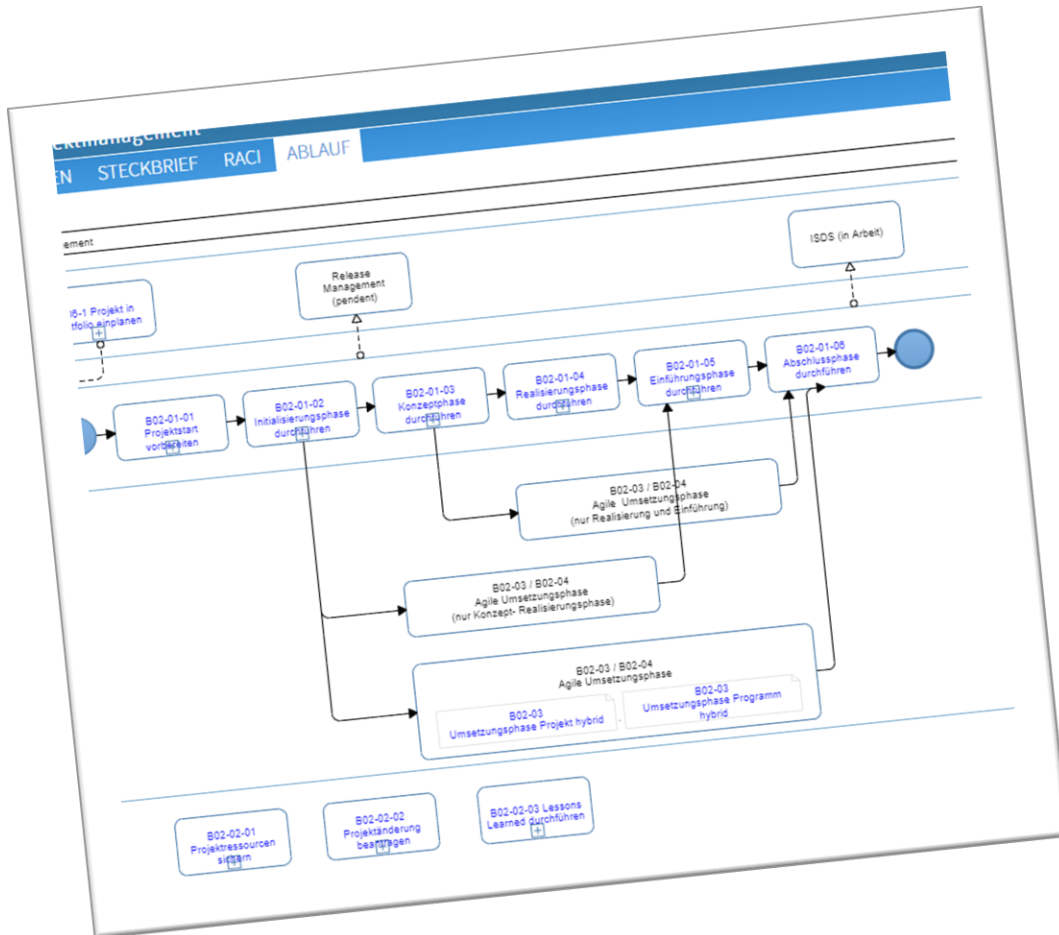 ktmanagement
EN STECKBRIEF RACI ABLAUF
ement
I6-1 Projekt in
tfolio einplanen
Release
Management
(pendent)
ISDS (in Arbeit)
B02-01-01
Projektstart
vorbereiten
B02-01-02
Initialisierungsphase
durchführen
B02-01-03
Konzeptphase
durchführen
B02-01-04
Realisierungsphase
durchführen
B02-01-05
Einführungsphase
durchführen
B02-01-06
Abschlussphase
durchführen
B02-03 / B02-04
Agile Umsetzungsphase
(nur Realisierung und Einführung)
B02-03 / B02-04
Agile Umsetzungsphase
(nur Konzept- Realisierungsphase)
B02-03 / B02-04
Agile Umsetzungsphase
B02-03
Umsetzungsphase Projekt hybrid
B02-03
Umsetzungsphase Programm
hybrid
B02-02-01
Projektressourcen
sichern
B02-02-02
Projektänderung
beantragen
B02-02-03 Lessons
Learned durchführen